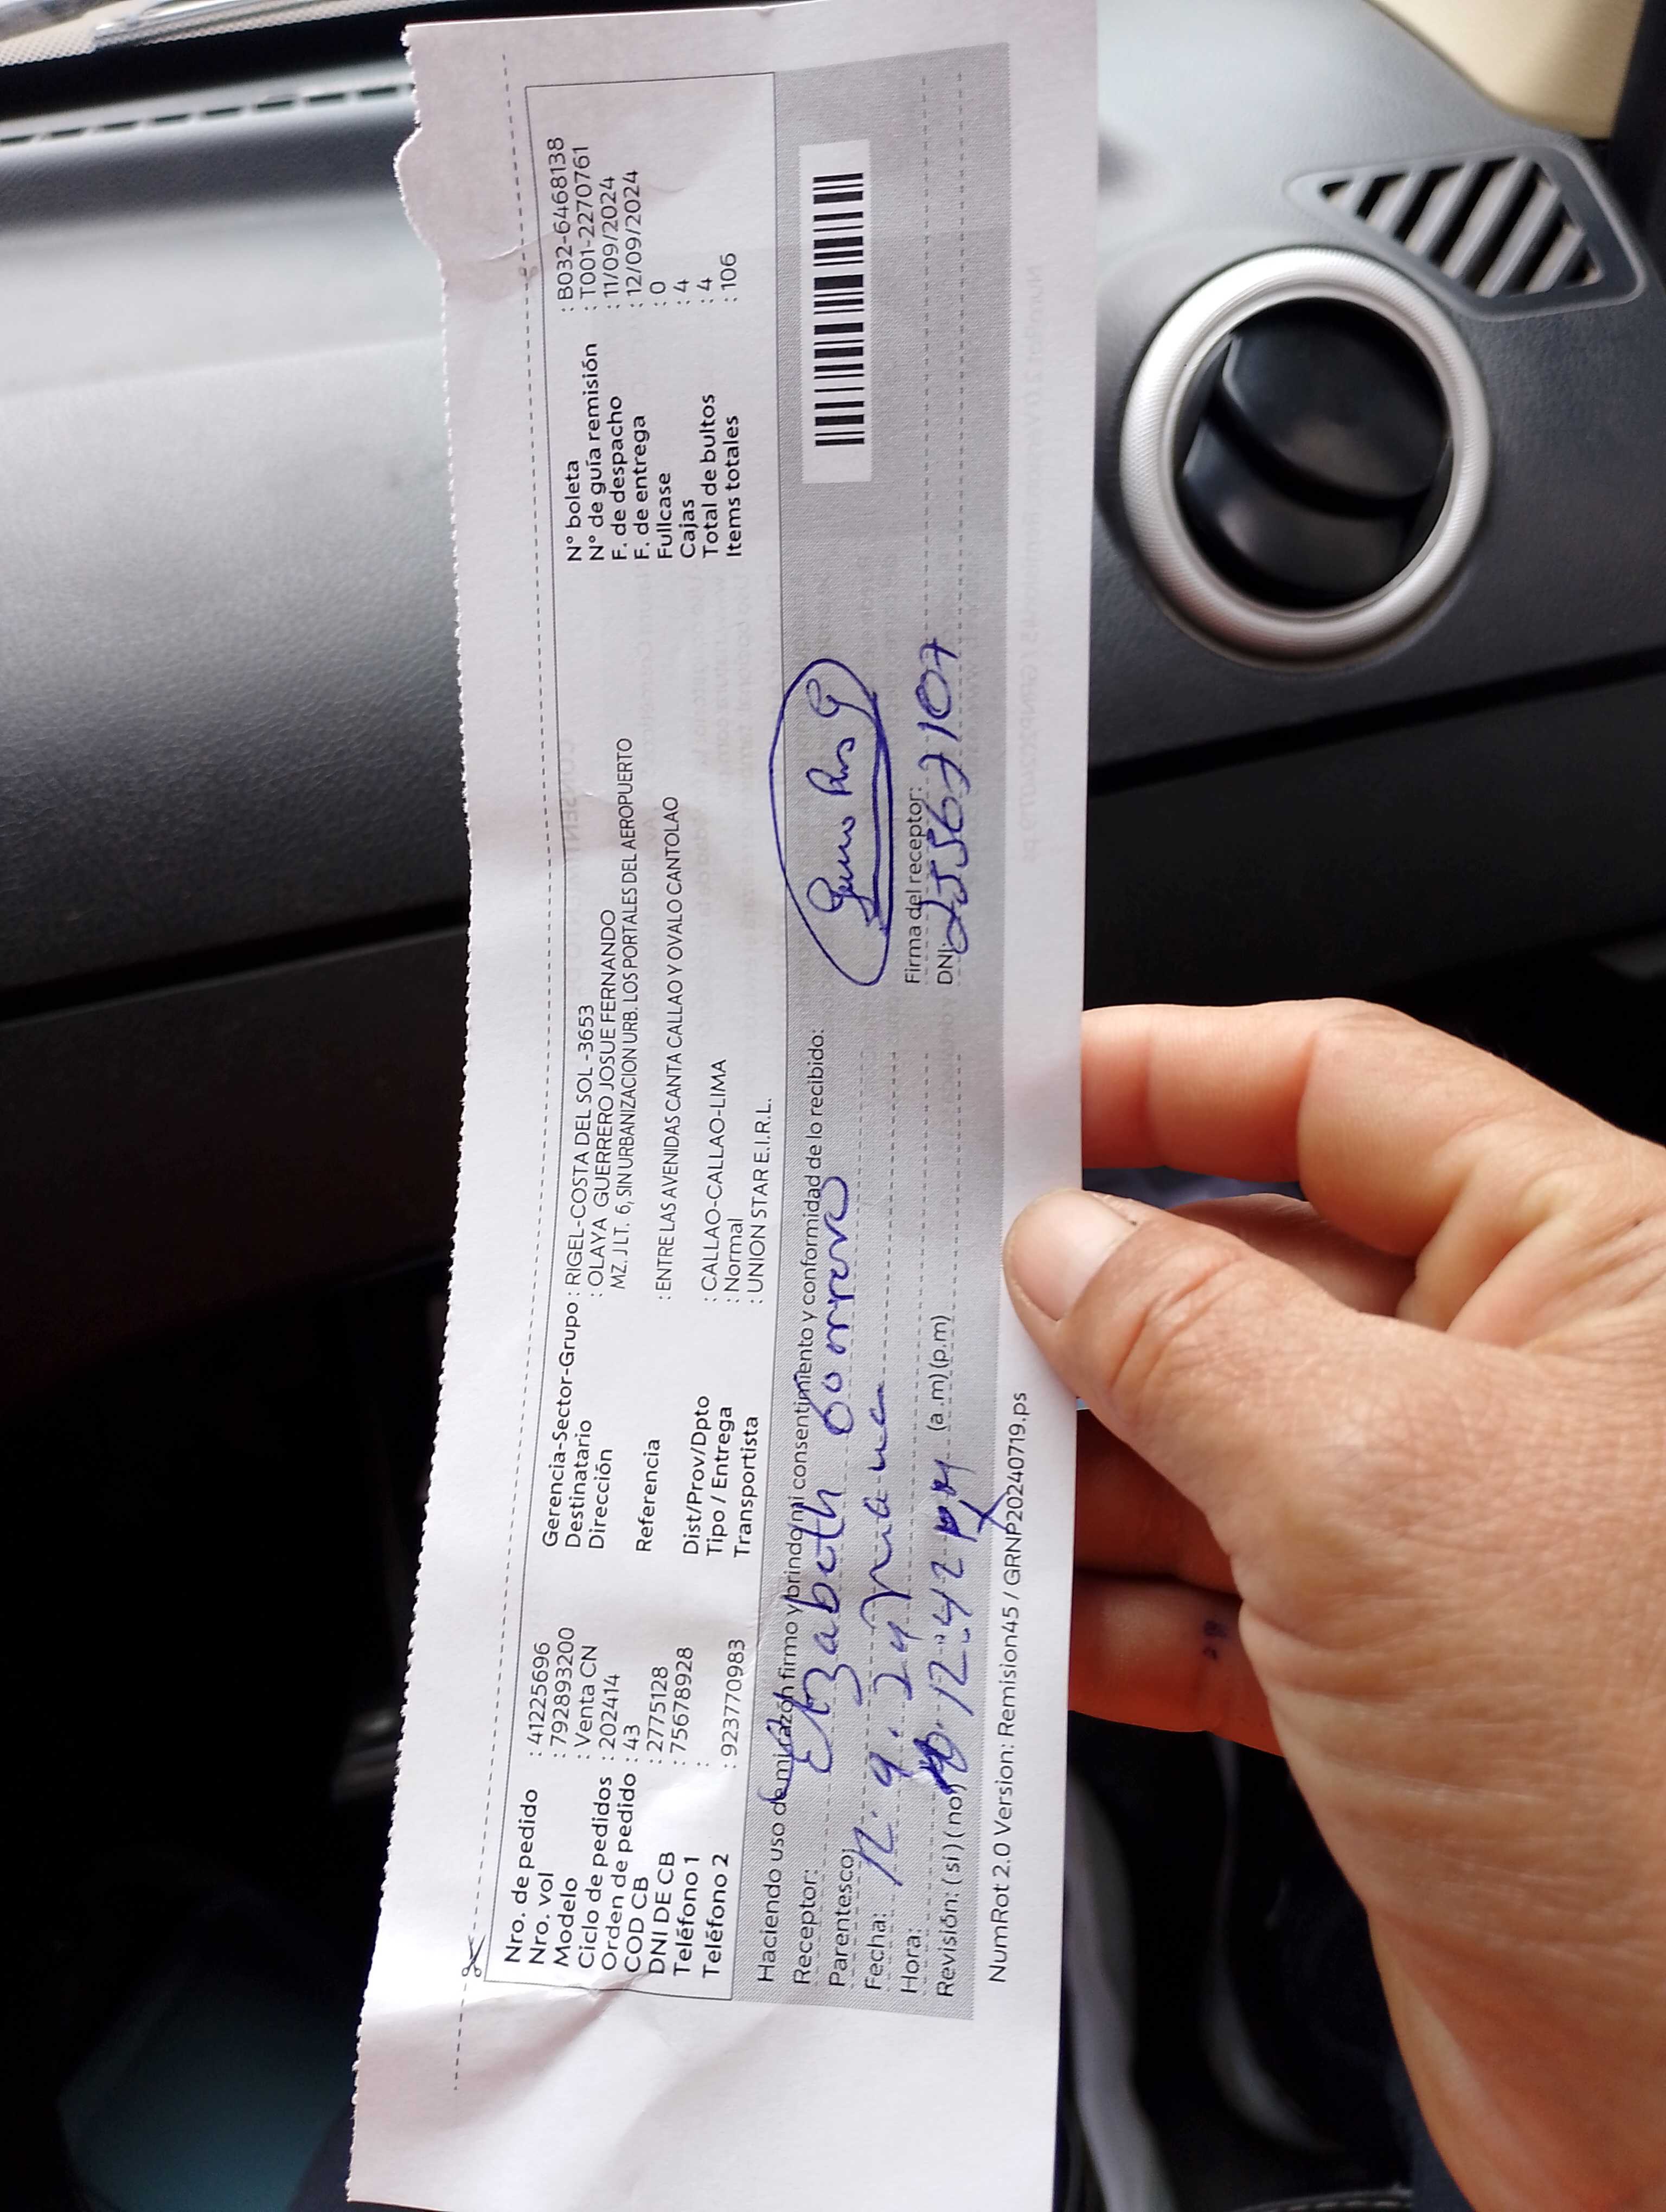 Nro. de pedido : 41225696
Nro. vol : 792893200
Modelo : Venta CN
Ciclo de pedidos : 202414
Orden de pedido : 43
COD CB : 2775128
DNI DE CB : 75678928
Teléfono 1 :
Teléfono 2 : 923770983
Gerencia-Sector-Grupo : RIGEL-COSTA DEL SOL -3653
Destinatario : OLAYA GUERRERO JOSUE FERNANDO
Dirección MZ. J LT. 6, SIN URBANIZACION URB. LOS PORTALES DEL AEROPUERTO
Referencia : ENTRE LAS AVENIDAS CANTA CALLAO Y OVALO CANTOLAO
Dist/Prov/Dpto : CALLAO-CALLAO-LIMA
Tipo / Entrega : Normal
Transportista : UNION STAR E.I.R.L.
N° boleta : B032-6468138
N° de guía remisión : T001-2270761
F. de despacho : 11/09/2024
F. de entrega : 12/09/2024
Fullcase : 0
Cajas : 4
Total de bultos : 4
Items totales : 106
Haciendo uso de mi razón firmo y brindo mi consentimiento y conformidad de lo recibido:
Receptor:
Parentesco:
Fecha: 12.9.24
Hora: 12:42 PM (a.m) (p.m)
Revisión: (si) (no)
Firma del receptor:
DNI: 25567107
NumRot 2.0 Version: Remision45 / GRNP20240719.ps